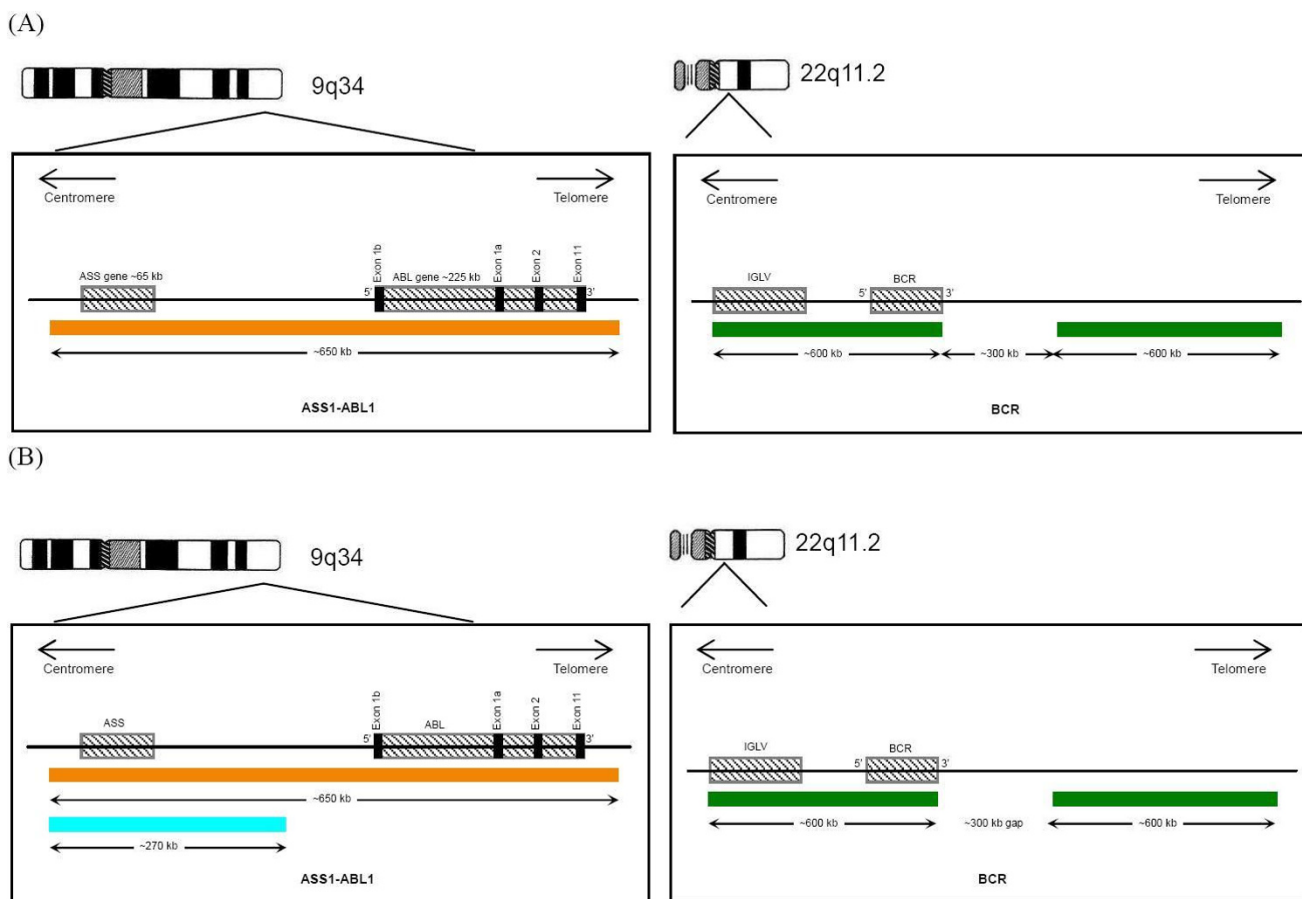 (A)
9q34
22q11.2
Centromere
Telomere
Centromere
Telomere
ASS gene ~65 kb
5'
Exon 1b
ABL gene ~225 kb
Exon 1a
Exon 2
Exon 11
3'
IGLV
5'
BCR
3'
~650 kb
~600 kb
~300 kb
~600 kb
ASS1-ABL1
BCR
(B)
9q34
22q11.2
Centromere
Telomere
Centromere
Telomere
ASS
5'
Exon 1b
ABL
Exon 1a
Exon 2
Exon 11
3'
IGLV
5'
BCR
3'
~650 kb
~600 kb
~300 kb gap
~600 kb
~270 kb
ASS1-ABL1
BCR